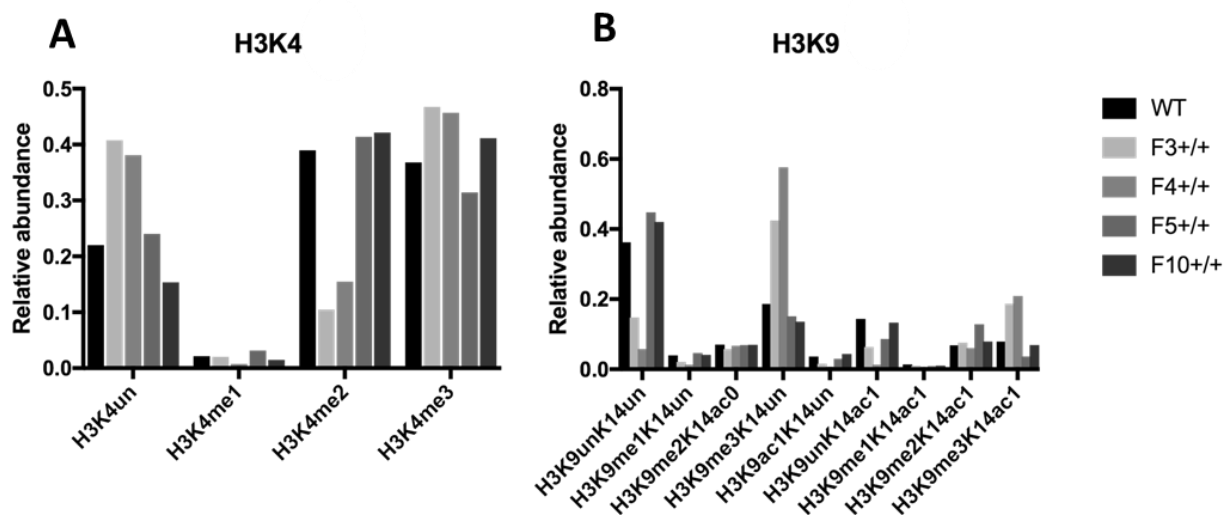 A
H3K4
Relative abundance
0.5
0.4
0.3
0.2
0.1
0.0
H3K4un
H3K4me1
H3K4me2
H3K4me3
B
H3K9
Relative abundance
0.8
0.6
0.4
0.2
0.0
H3K9unK14un
H3K9me1K14un
H3K9me2K14ac0
H3K9me3K14un
H3K9ac1K14un
H3K9unK14ac1
H3K9me1K14ac1
H3K9me2K14ac1
H3K9me3K14ac1
WT
F3+/+
F4+/+
F5+/+
F10+/+